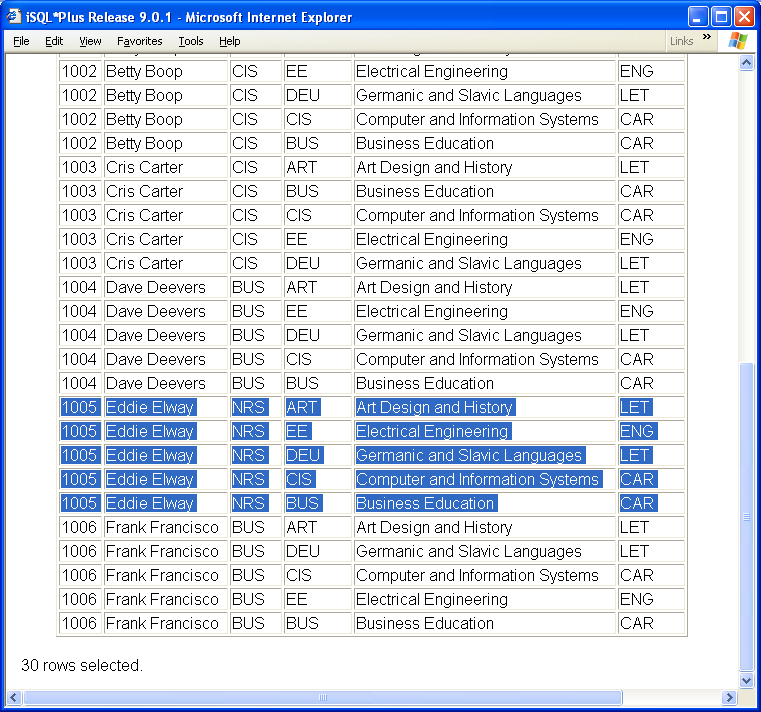 iSQL*Plus Release 9.0.1 - Microsoft Internet Explorer
File Edit View Favorites Tools Help Links »
1002 Betty Boop CIS EE Electrical Engineering ENG
1002 Betty Boop CIS DEU Germanic and Slavic Languages LET
1002 Betty Boop CIS CIS Computer and Information Systems CAR
1002 Betty Boop CIS BUS Business Education CAR
1003 Cris Carter CIS ART Art Design and History LET
1003 Cris Carter CIS BUS Business Education CAR
1003 Cris Carter CIS CIS Computer and Information Systems CAR
1003 Cris Carter CIS EE Electrical Engineering ENG
1003 Cris Carter CIS DEU Germanic and Slavic Languages LET
1004 Dave Deevers BUS ART Art Design and History LET
1004 Dave Deevers BUS EE Electrical Engineering ENG
1004 Dave Deevers BUS DEU Germanic and Slavic Languages LET
1004 Dave Deevers BUS CIS Computer and Information Systems CAR
1004 Dave Deevers BUS BUS Business Education CAR
1005 Eddie Elway NRS ART Art Design and History LET
1005 Eddie Elway NRS EE Electrical Engineering ENG
1005 Eddie Elway NRS DEU Germanic and Slavic Languages LET
1005 Eddie Elway NRS CIS Computer and Information Systems CAR
1005 Eddie Elway NRS BUS Business Education CAR
1006 Frank Francisco BUS ART Art Design and History LET
1006 Frank Francisco BUS DEU Germanic and Slavic Languages LET
1006 Frank Francisco BUS CIS Computer and Information Systems CAR
1006 Frank Francisco BUS EE Electrical Engineering ENG
1006 Frank Francisco BUS BUS Business Education CAR
30 rows selected.